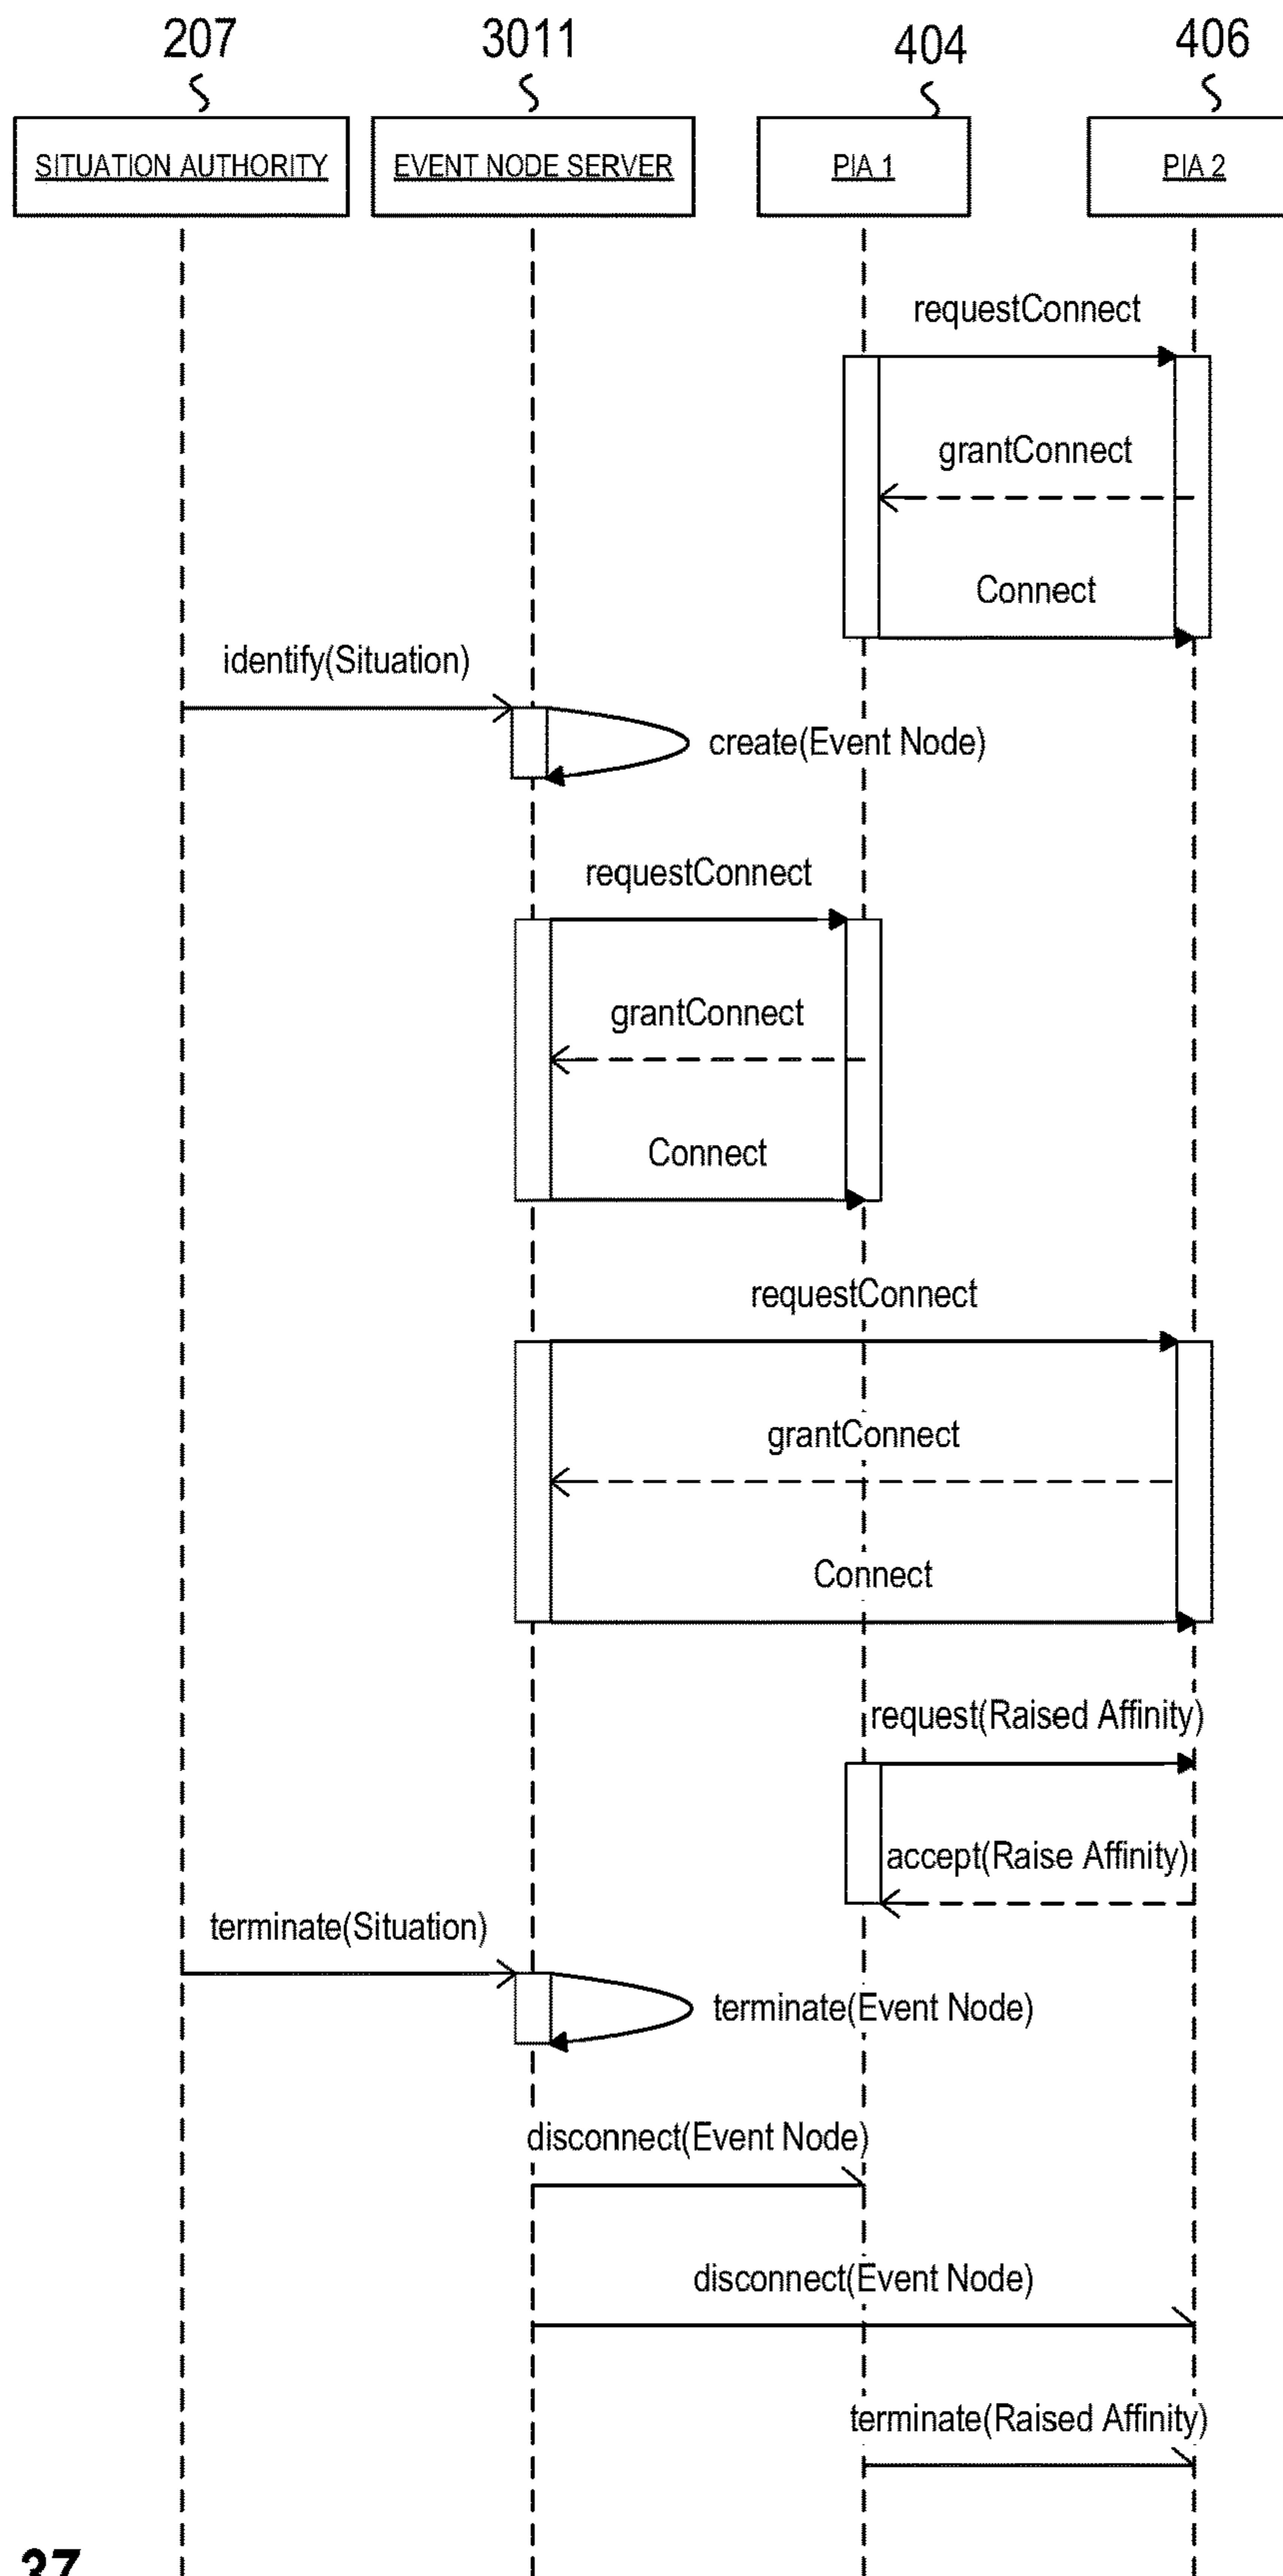 207 3011 404 406
SITUATION AUTHORITY EVENT NODE SERVER PIA 1 PIA 2
requestConnect
grantConnect
Connect
identify(Situation)
create(Event Node)
requestConnect
grantConnect
Connect
requestConnect
grantConnect
Connect
request(Raised Affinity)
accept(Raise Affinity)
terminate(Situation)
terminate(Event Node)
disconnect(Event Node)
disconnect(Event Node)
terminate(Raised Affinity)
37